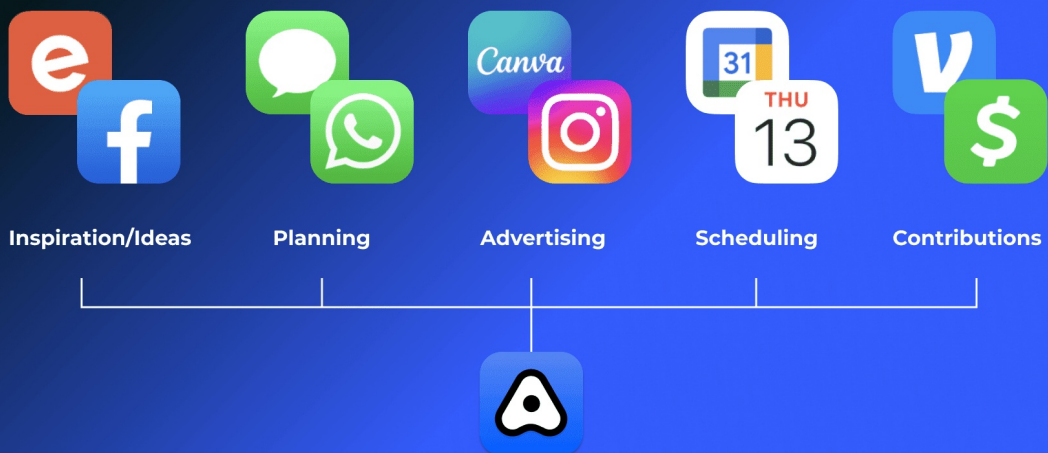 e
f
Canva
31
THU
13
V
$
Inspiration/Ideas
Planning
Advertising
Scheduling
Contributions